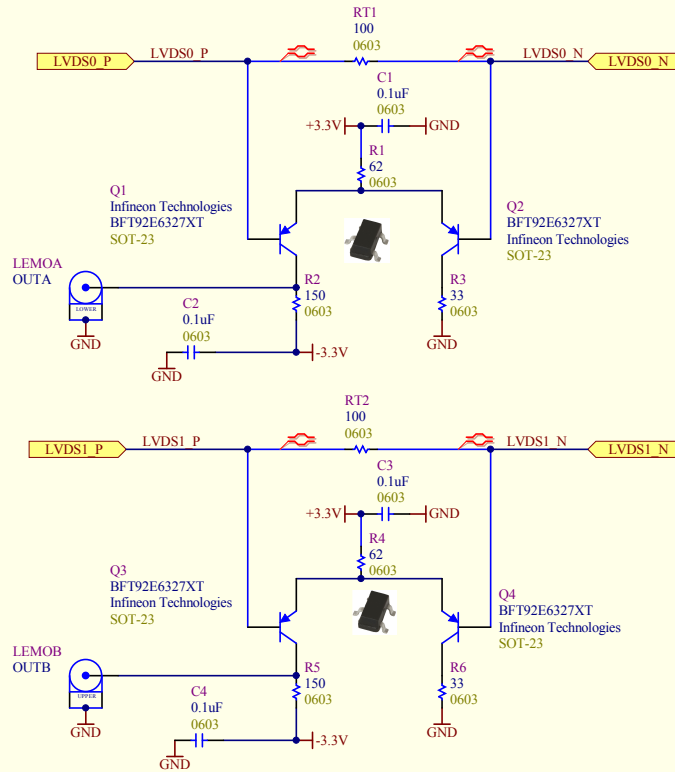 RT1
100
0603
LVDS0_P
LVDS0_P
LVDS0_N
LVDS0_N
C1
0.1uF
0603
+3.3V
GND
R1
62
0603
Q1
Infineon Technologies
BFT92E6327XT
SOT-23
Q2
BFT92E6327XT
Infineon Technologies
SOT-23
LEMOA
OUTA
LOWER
GND
R2
150
0603
R3
33
0603
GND
C2
0.1uF
0603
GND
-3.3V
RT2
100
0603
LVDS1_P
LVDS1_P
LVDS1_N
LVDS1_N
C3
0.1uF
0603
+3.3V
GND
R4
62
0603
Q3
BFT92E6327XT
Infineon Technologies
SOT-23
Q4
BFT92E6327XT
Infineon Technologies
SOT-23
LEMOB
OUTB
UPPER
GND
R5
150
0603
R6
33
0603
GND
C4
0.1uF
0603
GND
-3.3V